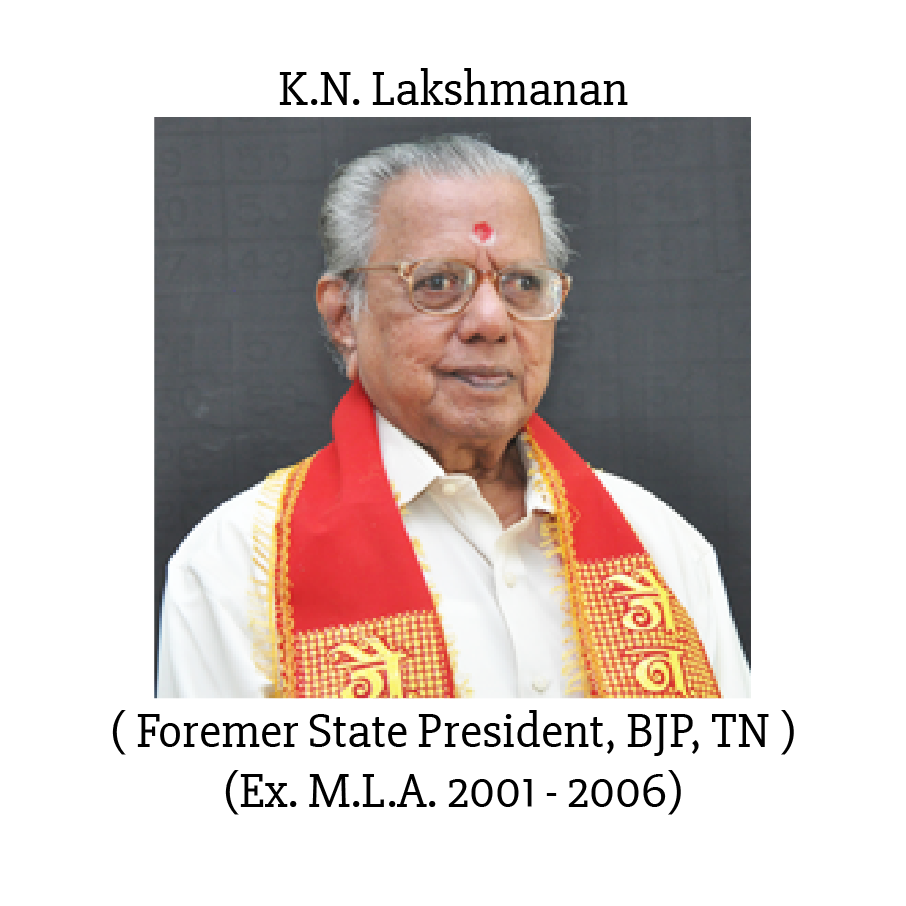 K.N. Lakshmanan
( Foremer State President, BJP, TN )
(Ex. M.L.A. 2001 - 2006)